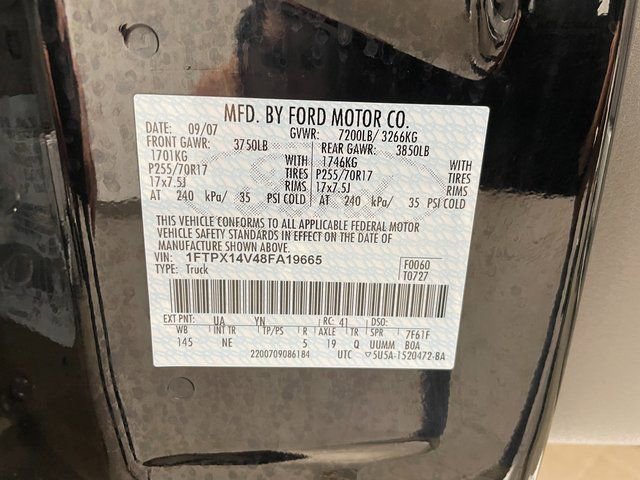 MFD. BY FORD MOTOR CO.
DATE: 09/07 GVWR: 7200LB/ 3266KG
FRONT GAWR: 3750LB REAR GAWR: 3850LB
1701KG WITH 1746KG WITH
P255/70R17 TIRES P255/70R17 TIRES
17x7.5J RIMS 17x7.5J RIMS
AT 240 kPa/ 35 PSI COLD AT 240 kPa/ 35 PSI COLD
THIS VEHICLE CONFORMS TO ALL APPLICABLE FEDERAL MOTOR
VEHICLE SAFETY STANDARDS IN EFFECT ON THE DATE OF
MANUFACTURE SHOWN ABOVE.
VIN: 1FTPX14V48FA19665 F0060
TYPE: Truck T0727
EXT PNT: UA YN RC: 41 DSO:
WB INT TR TP/PS R AXLE TR SPR 7F61F
145 NE 5 19 Q UUMM BOA
2200709086184 UTC ▽5U5A-1520472-BA